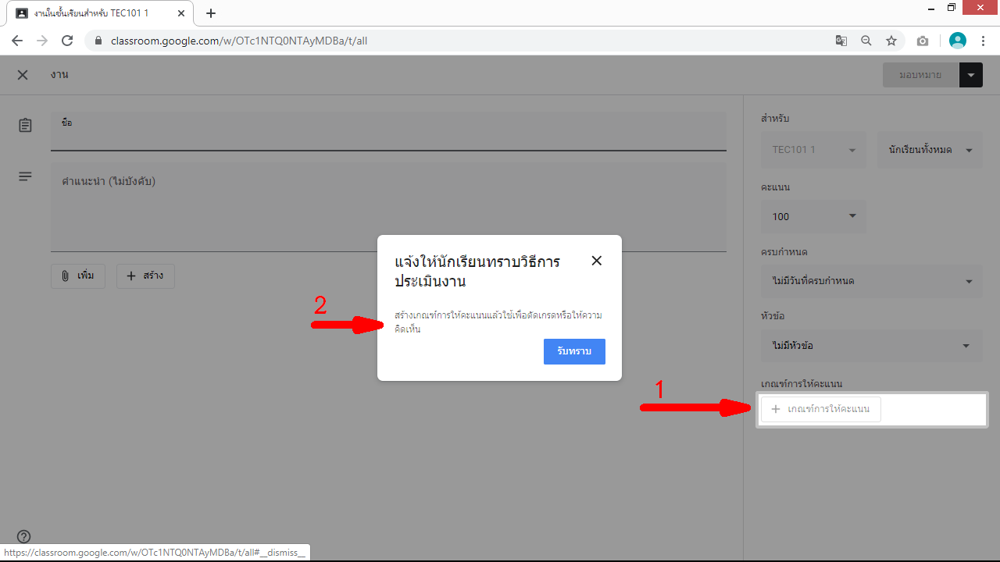 งานในชั้นเรียนสำหรับ TEC101 1
classroom.google.com/w/OTc1NTQ0NTAyMDBa/t/all
งาน
มอบหมาย
ชื่อ
คำแนะนำ (ไม่บังคับ)
เพิ่ม
สร้าง
สำหรับ
TEC101 1
นักเรียนทั้งหมด
คะแนน
100
ครบกำหนด
ไม่มีวันที่ครบกำหนด
หัวข้อ
ไม่มีหัวข้อ
เกณฑ์การให้คะแนน
1
เกณฑ์การให้คะแนน
แจ้งให้นักเรียนทราบวิธีการ
ประเมินงาน
2
สร้างเกณฑ์การให้คะแนนแล้วใช้เพื่อตัดเกรดหรือให้ความ
คิดเห็น
รับทราบ
https://classroom.google.com/w/OTc1NTQ0NTAyMDBa/t/all#__dismiss__